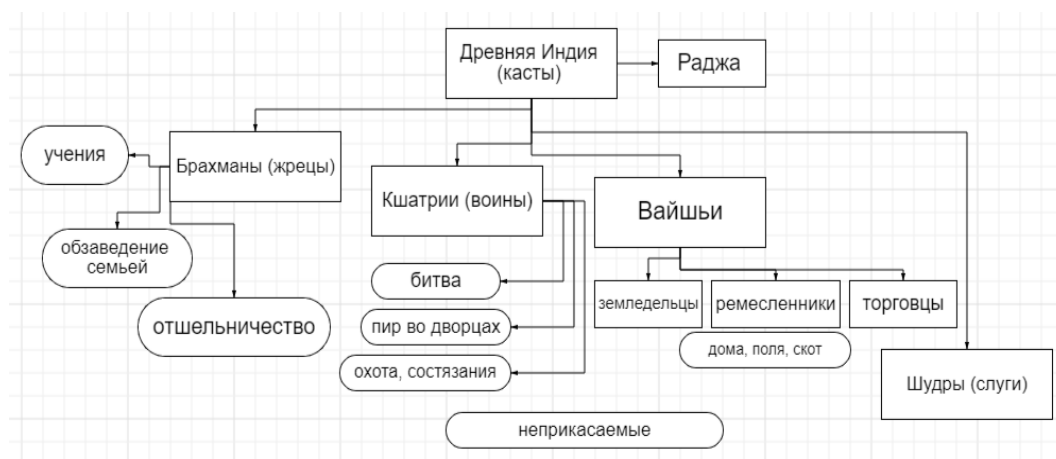 Древняя Индия
(касты)
Раджа
учения
Брахманы (жрецы)
Кшатрии (воины)
Вайшьи
обзаведение
семьей
битва
земледельцы
ремесленники
торговцы
отшельничество
пир во дворцах
дома, поля, скот
охота, состязания
Шудры (слуги)
неприкасаемые